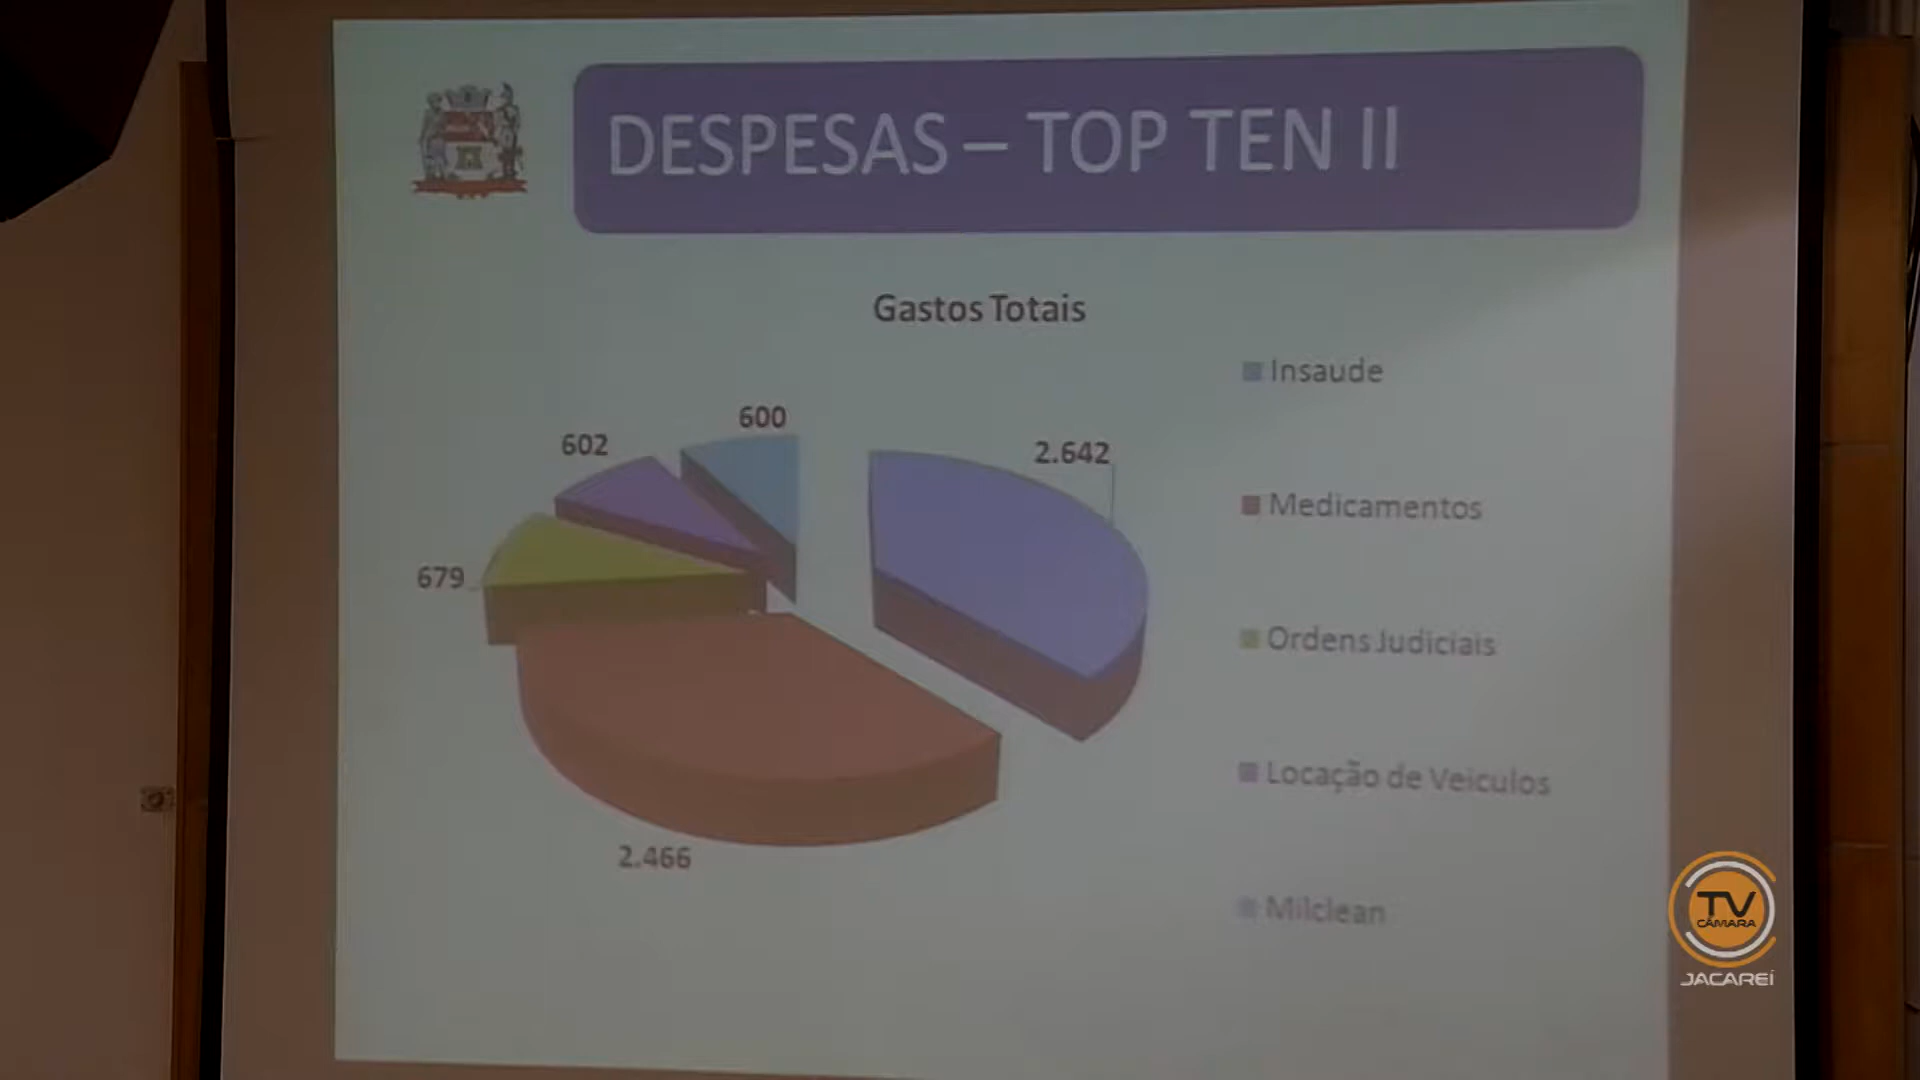 DESPESAS – TOP TEN II
Gastos Totais
Insaude
600
602
2.642
Medicamentos
679
Ordens Judiciais
Locação de Veiculos
2.466
Milclean
TV
CÂMARA
JACAREÍ